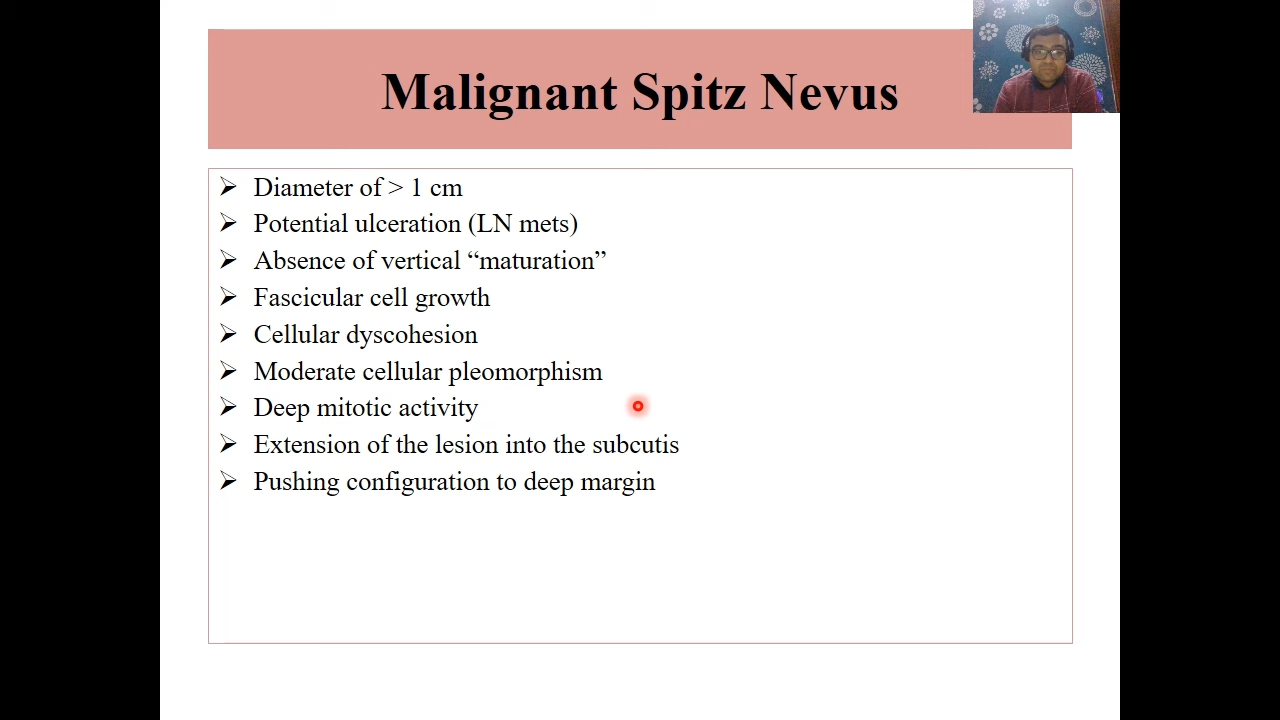 Malignant Spitz Nevus
➢ Diameter of > 1 cm
➢ Potential ulceration (LN mets)
➢ Absence of vertical “maturation”
➢ Fascicular cell growth
➢ Cellular dyscohesion
➢ Moderate cellular pleomorphism
➢ Deep mitotic activity
➢ Extension of the lesion into the subcutis
➢ Pushing configuration to deep margin